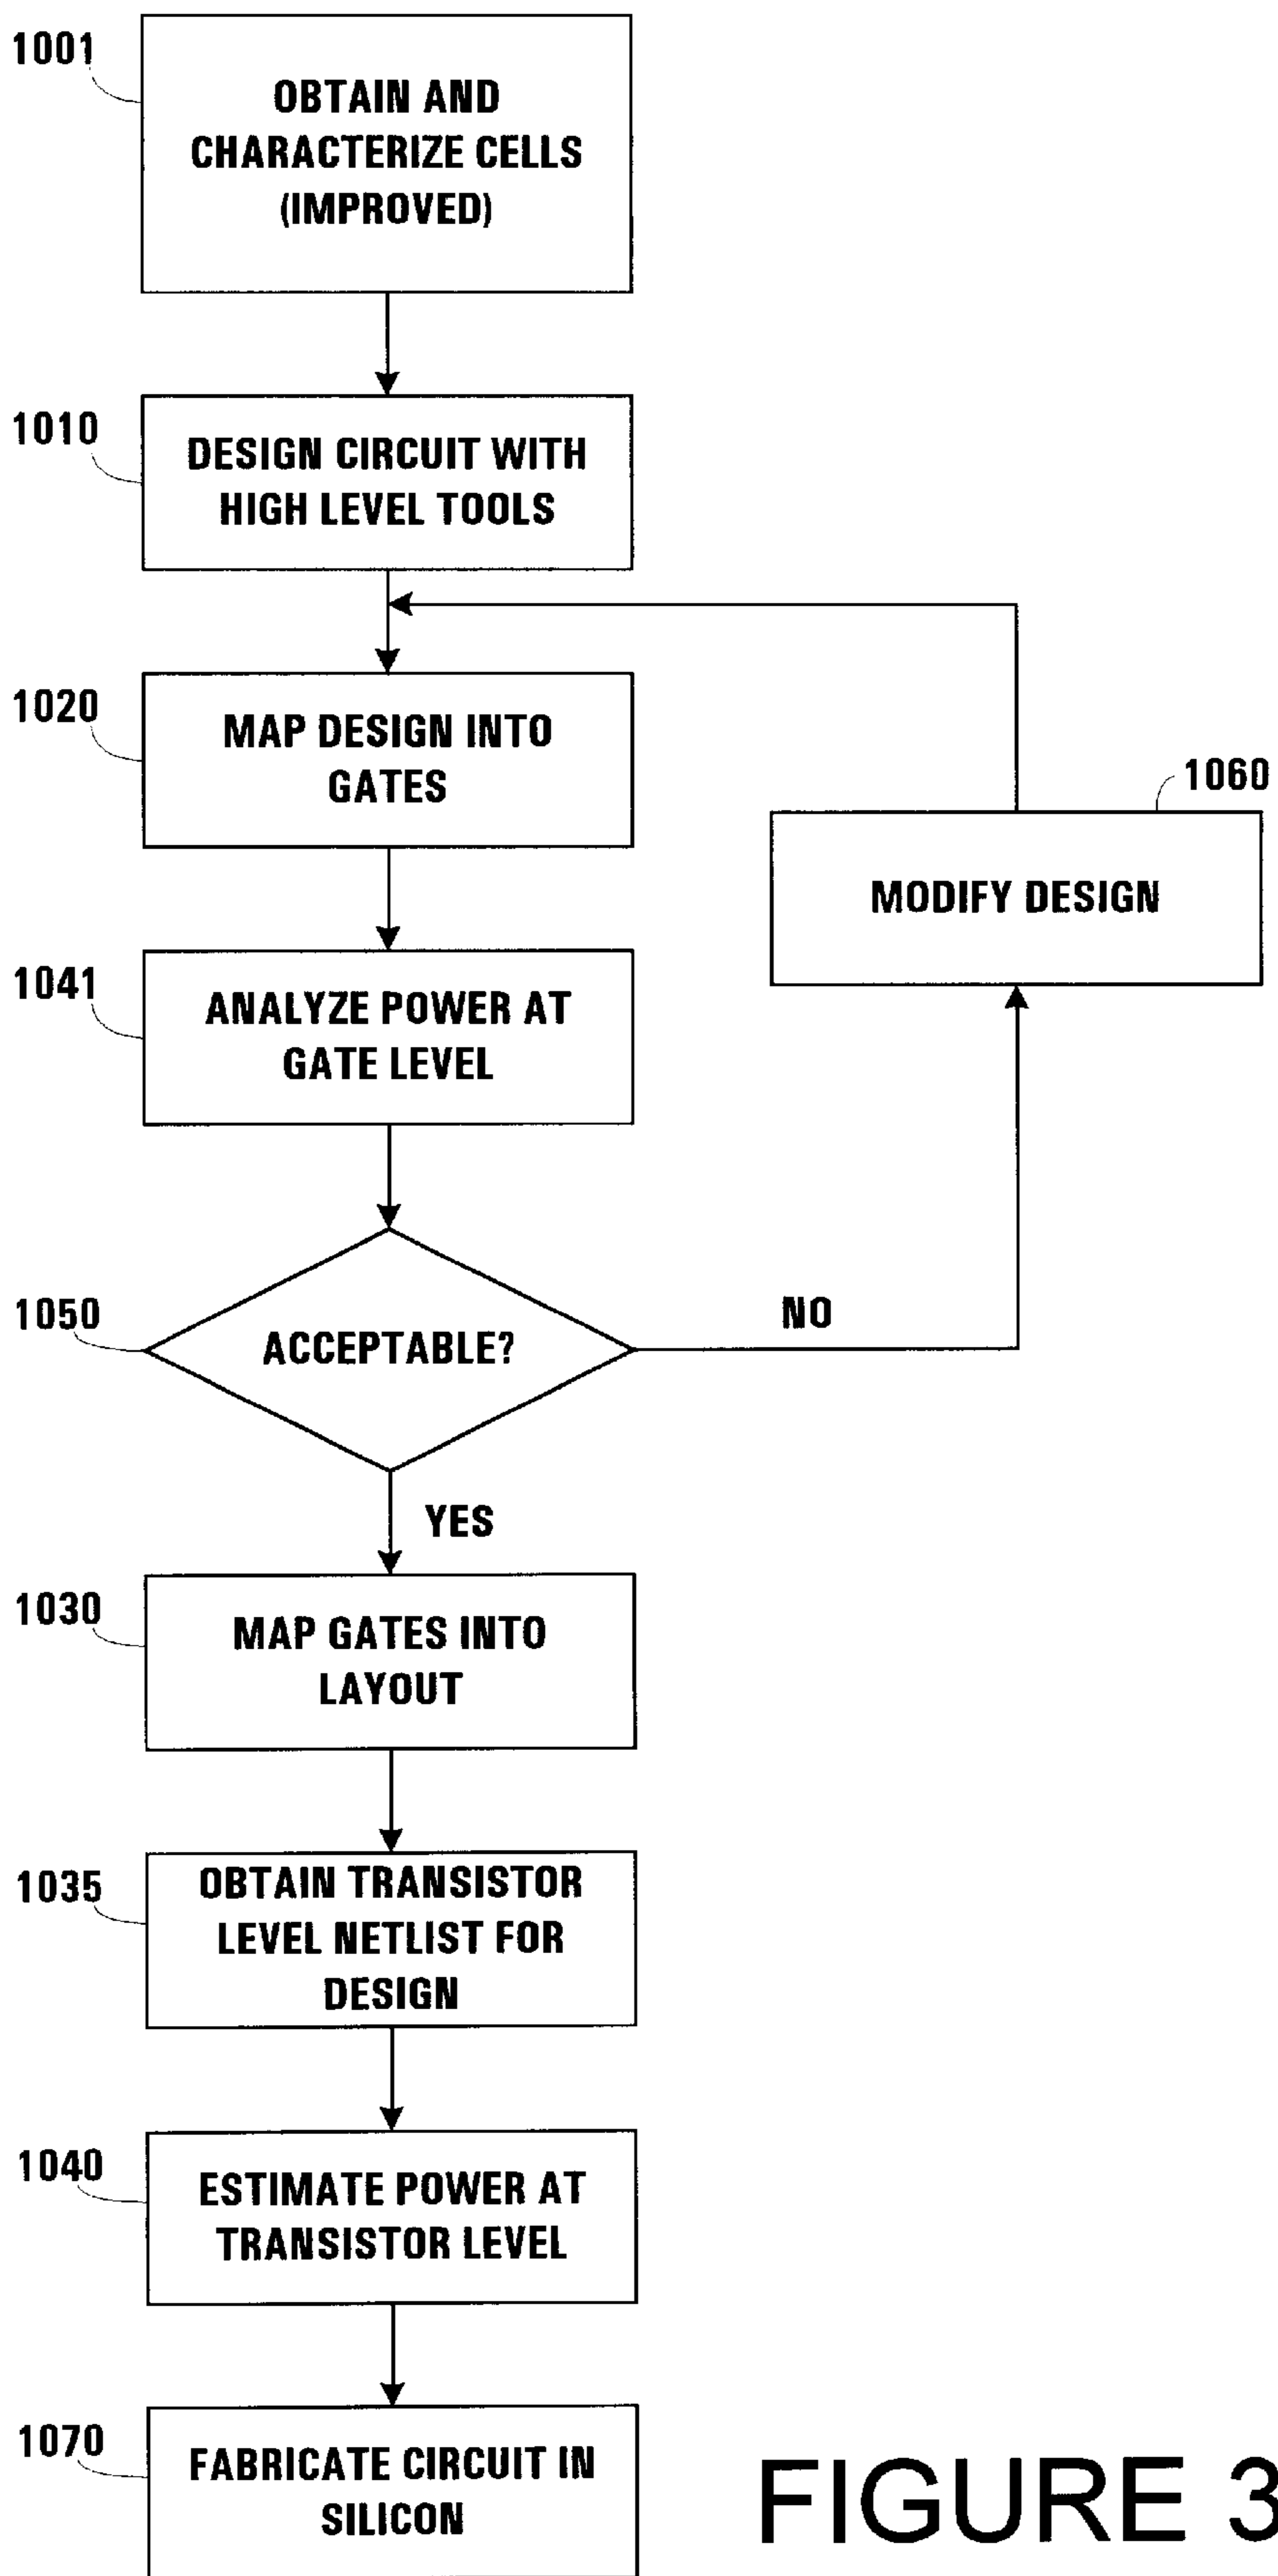 1001
OBTAIN AND
CHARACTERIZE CELLS
(IMPROVED)
1010
DESIGN CIRCUIT WITH
HIGH LEVEL TOOLS
1020
MAP DESIGN INTO
GATES
1060
MODIFY DESIGN
1041
ANALYZE POWER AT
GATE LEVEL
1050
ACCEPTABLE?
NO
YES
1030
MAP GATES INTO
LAYOUT
1035
OBTAIN TRANSISTOR
LEVEL NETLIST FOR
DESIGN
1040
ESTIMATE POWER AT
TRANSISTOR LEVEL
1070
FABRICATE CIRCUIT IN
SILICON
FIGURE 3